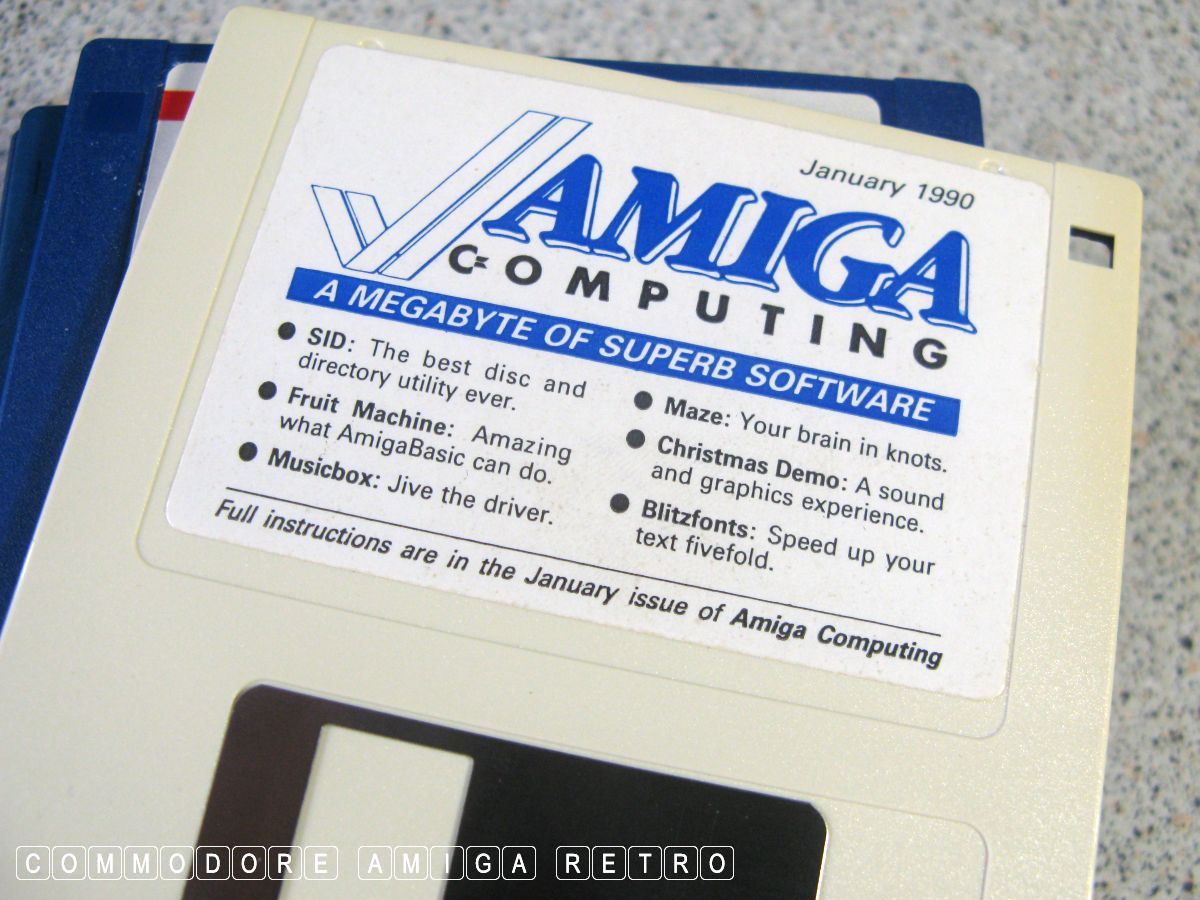 January 1990
AMIGA
COMPUTING
A MEGABYTE OF SUPERB SOFTWARE
● SID: The best disc and
directory utility ever.
● Fruit Machine: Amazing
what AmigaBasic can do.
● Musicbox: Jive the driver.
● Maze: Your brain in knots.
● Christmas Demo: A sound
and graphics experience.
● Blitzfonts: Speed up your
text fivefold.
Full instructions are in the January issue of Amiga Computing
COMMODORE AMIGA RETRO